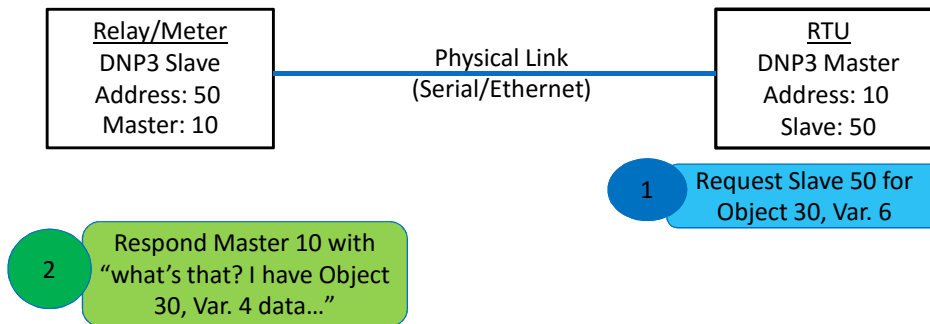 Relay/Meter
DNP3 Slave
Address: 50
Master: 10
Physical Link
(Serial/Ethernet)
RTU
DNP3 Master
Address: 10
Slave: 50
1
Request Slave 50 for
Object 30, Var. 6
2
Respond Master 10 with
“what’s that? I have Object
30, Var. 4 data…”